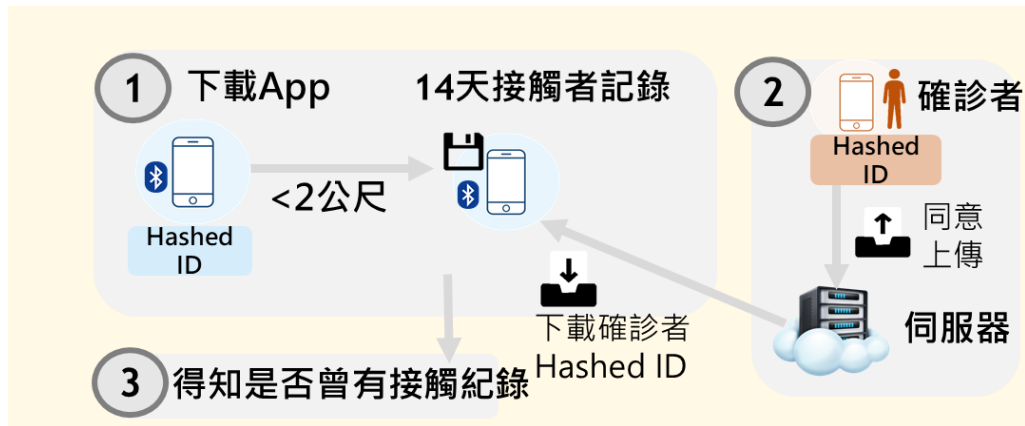 1
下載App
14天接觸者記錄
<2公尺
Hashed
ID
2
確診者
Hashed
ID
同意
上傳
伺服器
下載確診者
Hashed ID
3
得知是否曾有接觸紀錄